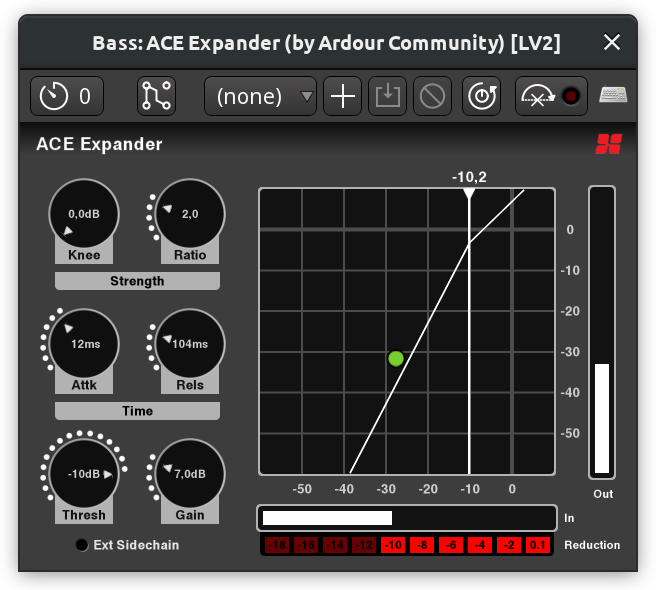 Bass: ACE Expander (by Ardour Community) [LV2]
0
(none)
ACE Expander
-10,2
0,0dB
2,0
Knee
Ratio
Strength
12ms
104ms
Attk
Rels
Time
-10dB
7,0dB
Thresh
Gain
Ext Sidechain
0
-10
-20
-30
-40
-50
-50 -40 -30 -20 -10 0
Out
In
-18 -16 -14 -12 -10 -8 -6 -4 -2 0.1
Reduction